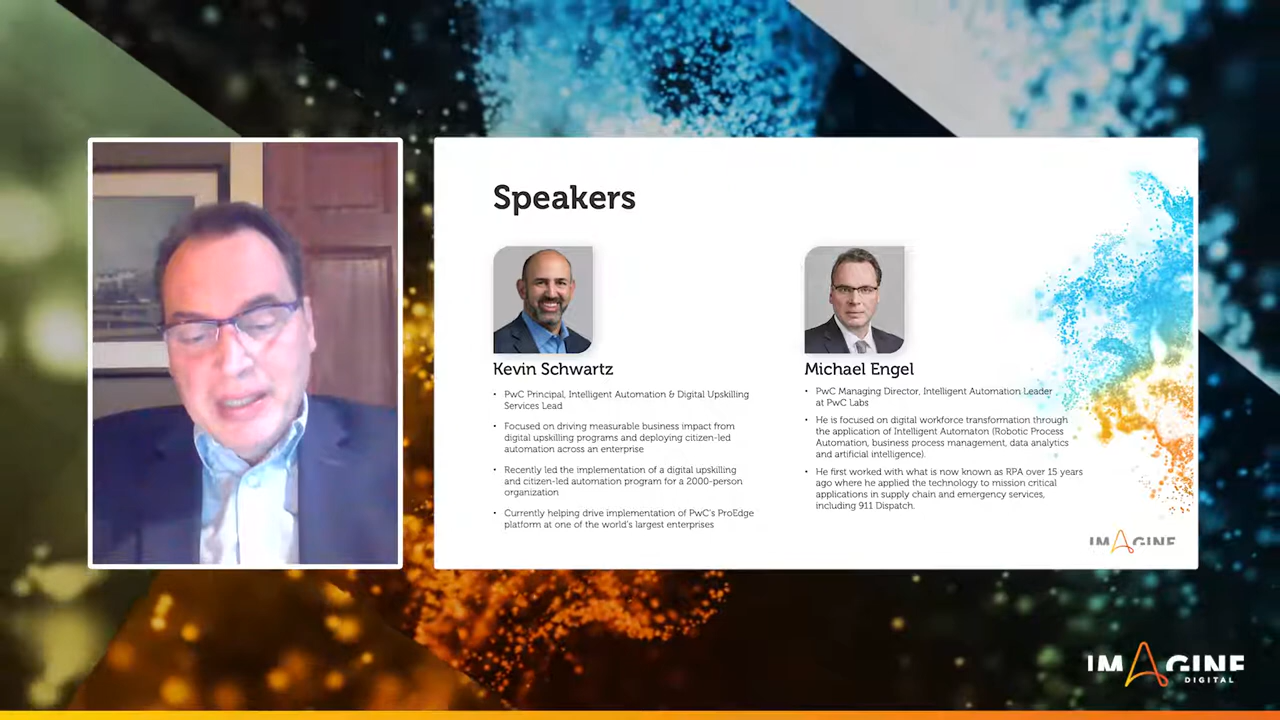 Speakers
Kevin Schwartz
• PwC Principal, Intelligent Automation & Digital Upskilling
Services Lead
• Focused on driving measurable business impact from
digital upskilling programs and deploying citizen-led
automation across an enterprise
• Recently led the implementation of a digital upskilling
and citizen-led automation program for a 2000-person
organization
• Currently helping drive implementation of PwC's ProEdge
platform at one of the world's largest enterprises
Michael Engel
• PwC Managing Director, Intelligent Automation Leader
at PwC Labs
• He is focused on digital workforce transformation through
the application of Intelligent Automaton (Robotic Process
Automation, business process management, data analytics
and artificial intelligence).
• He first worked with what is now known as RPA over 15 years
ago where he applied the technology to mission critical
applications in supply chain and emergency services,
including 911 Dispatch.
IMAGINE
IMAGINE
DIGITAL